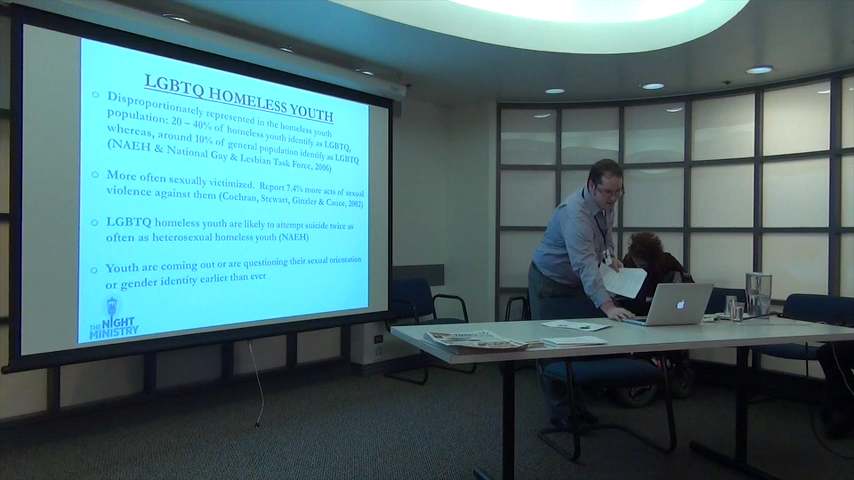 LGBTQ HOMELESS YOUTH
○ Disproportionately represented in the homeless youth
population: 20 – 40% of homeless youth identify as LGBTQ,
whereas, around 10% of general population identify as LGBTQ
(NAEH & National Gay & Lesbian Task Force, 2006)
○ More often sexually victimized. Report 7.4% more acts of sexual
violence against them (Cochran, Stewart, Ginzler & Cauce, 2002)
○ LGBTQ homeless youth are likely to attempt suicide twice as
often as heterosexual homeless youth (NAEH)
○ Youth are coming out or are questioning their sexual orientation
or gender identity earlier than ever
THE NIGHT
MINISTRY